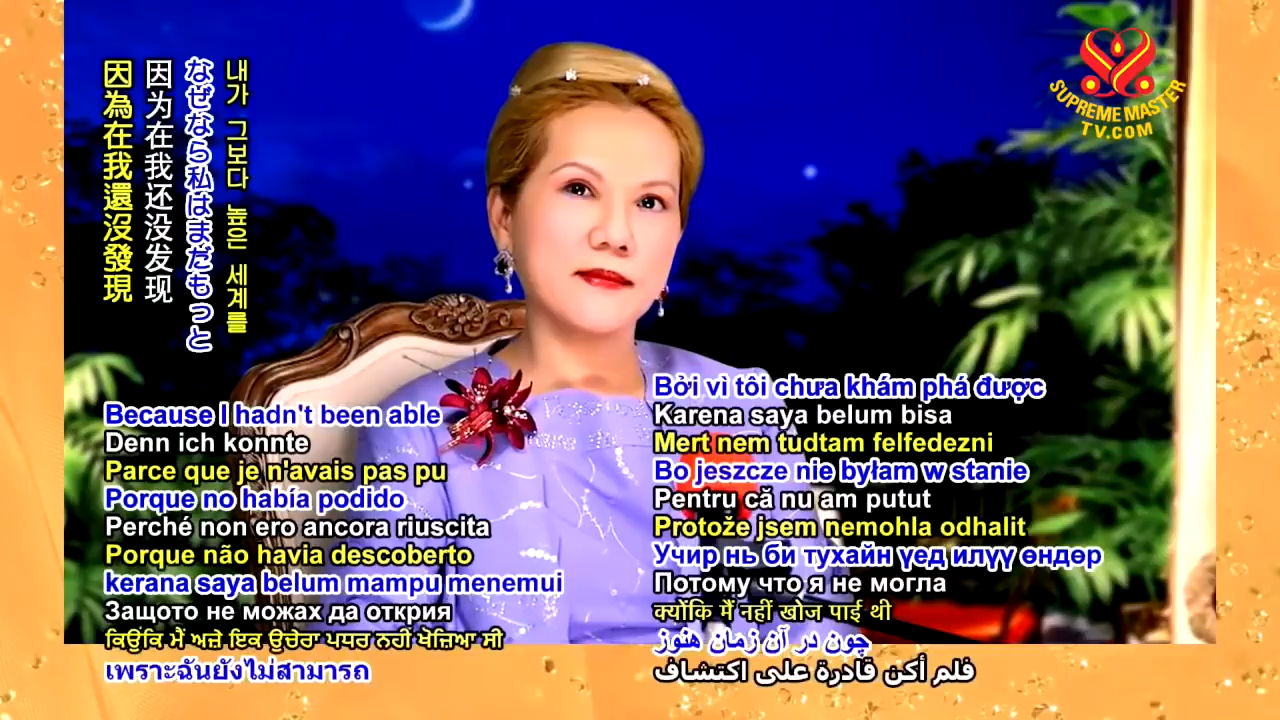 因為在我還沒發現
因为在我还没发现
なぜなら私はまだもっと
내가 그보다 높은 세계를
SUPREME MASTER
TV.COM
Because I hadn't been able
Denn ich konnte
Parce que je n'avais pas pu
Porque no había podido
Perché non ero ancora riuscita
Porque não havia descoberto
kerana saya belum mampu menemui
Защото не можах да открия
ਕਿਉਂਕਿ ਮੈਂ ਅਜੇ ਇਕ ਉਚੇਰਾ ਪਧਰ ਨਹੀਂ ਖੋਜ਼ਿਆ ਸੀ
เพราะฉันยังไม่สามารถ
Bởi vì tôi chưa khám phá được
Karena saya belum bisa
Mert nem tudtam felfedezni
Bo jeszcze nie byłam w stanie
Pentru că nu am putut
Protože jsem nemohla odhalit
Учир нь би тухайн үед илүү өндөр
Потому что я не могла
क्योंकि मैं नहीं खोज पाई थी
چون در آن زمان هنوز
فلم أكن قادرة على اكتشاف